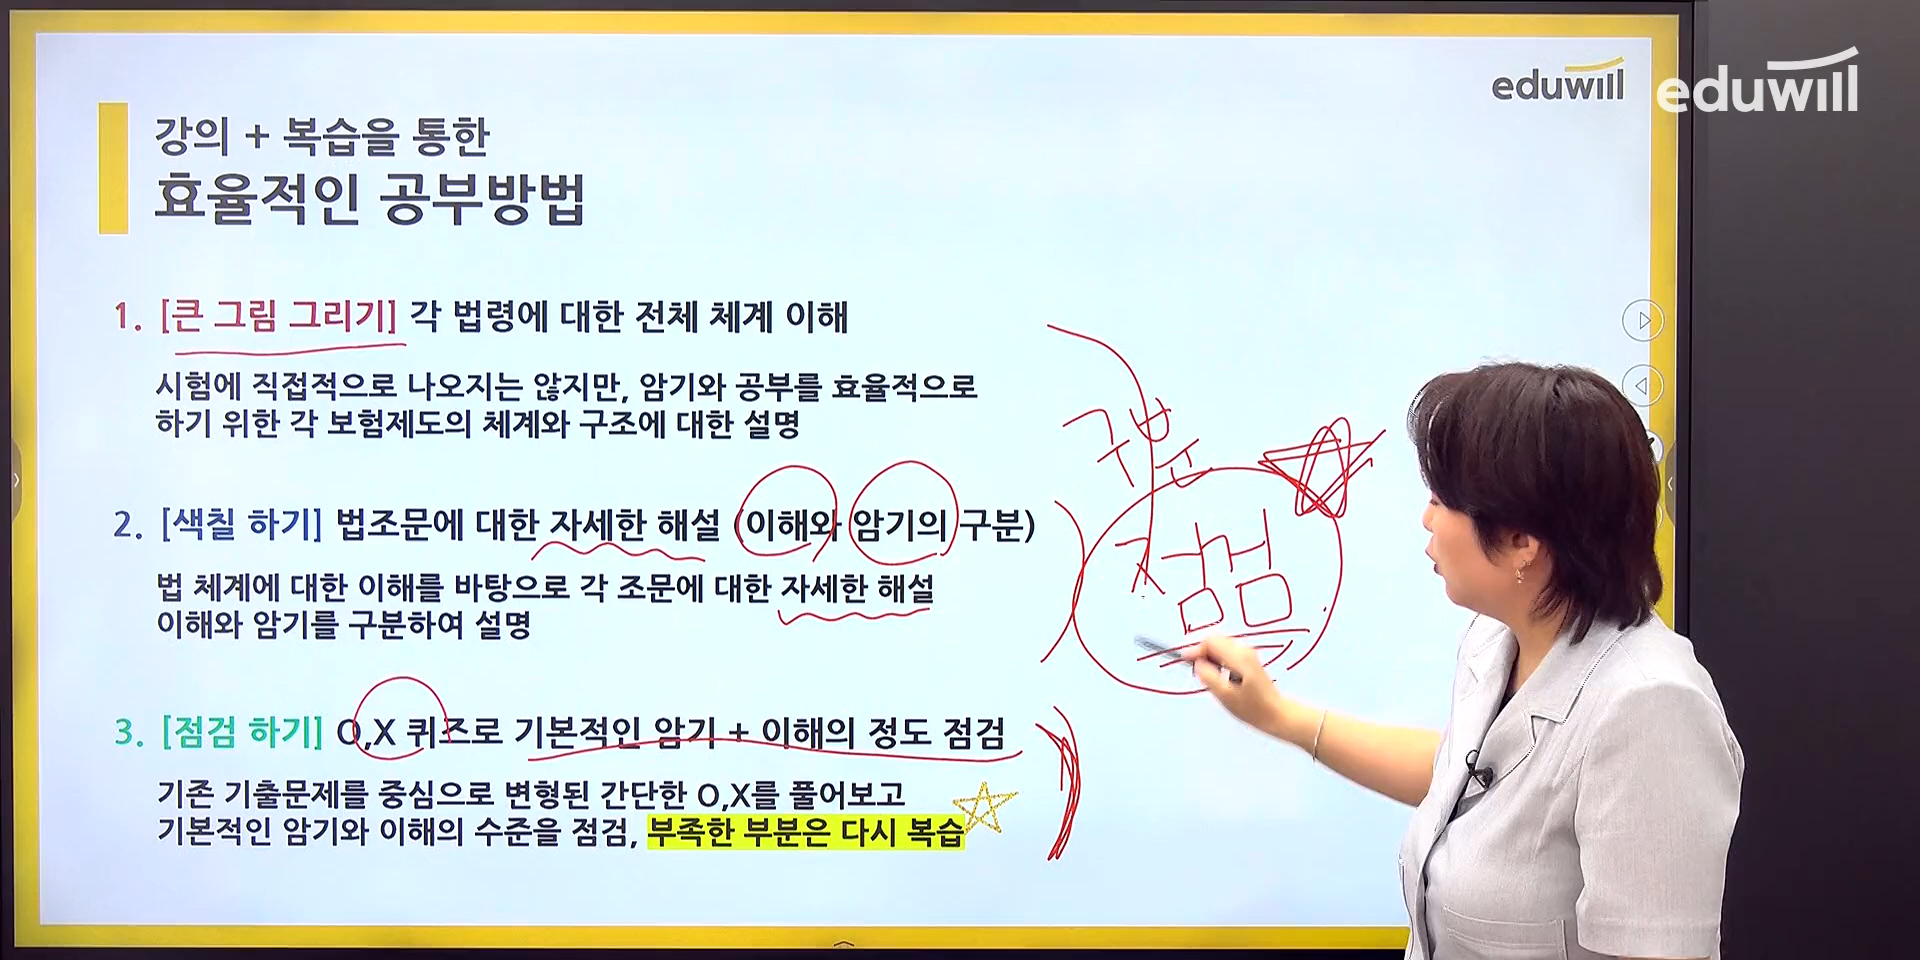 eduwill
eduwill
강의 + 복습을 통한
효율적인 공부방법
1. [큰 그림 그리기] 각 법령에 대한 전체 체계 이해
시험에 직접적으로 나오지는 않지만, 암기와 공부를 효율적으로
하기 위한 각 보험제도의 체계와 구조에 대한 설명
2. [색칠 하기] 법조문에 대한 자세한 해설 (이해와 암기의 구분)
법 체계에 대한 이해를 바탕으로 각 조문에 대한 자세한 해설
이해와 암기를 구분하여 설명
3. [점검 하기] O,X 퀴즈로 기본적인 암기 + 이해의 정도 점검
기존 기출문제를 중심으로 변형된 간단한 O,X를 풀어보고
기본적인 암기와 이해의 수준을 점검, 부족한 부분은 다시 복습
구분
점검